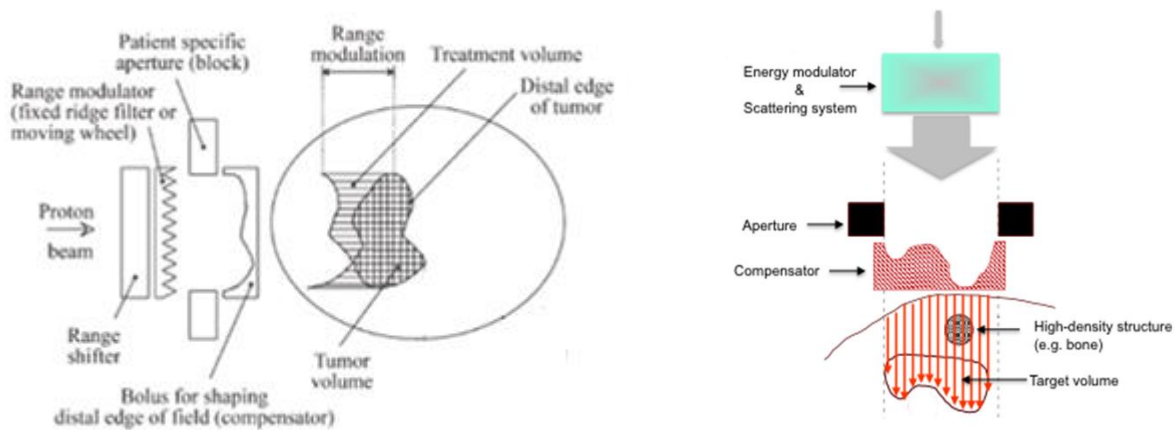 Patient specific
aperture (block)
Range modulator
(fixed ridge filter or
moving wheel)
Range
modulation
Treatment volume
Distal edge
of tumor
Proton
beam
Range
shifter
Bolus for shaping
distal edge of field (compensator)
Tumor
volume
Energy modulator
&
Scattering system
Aperture
Compensator
High-density structure
(e.g. bone)
Target volume